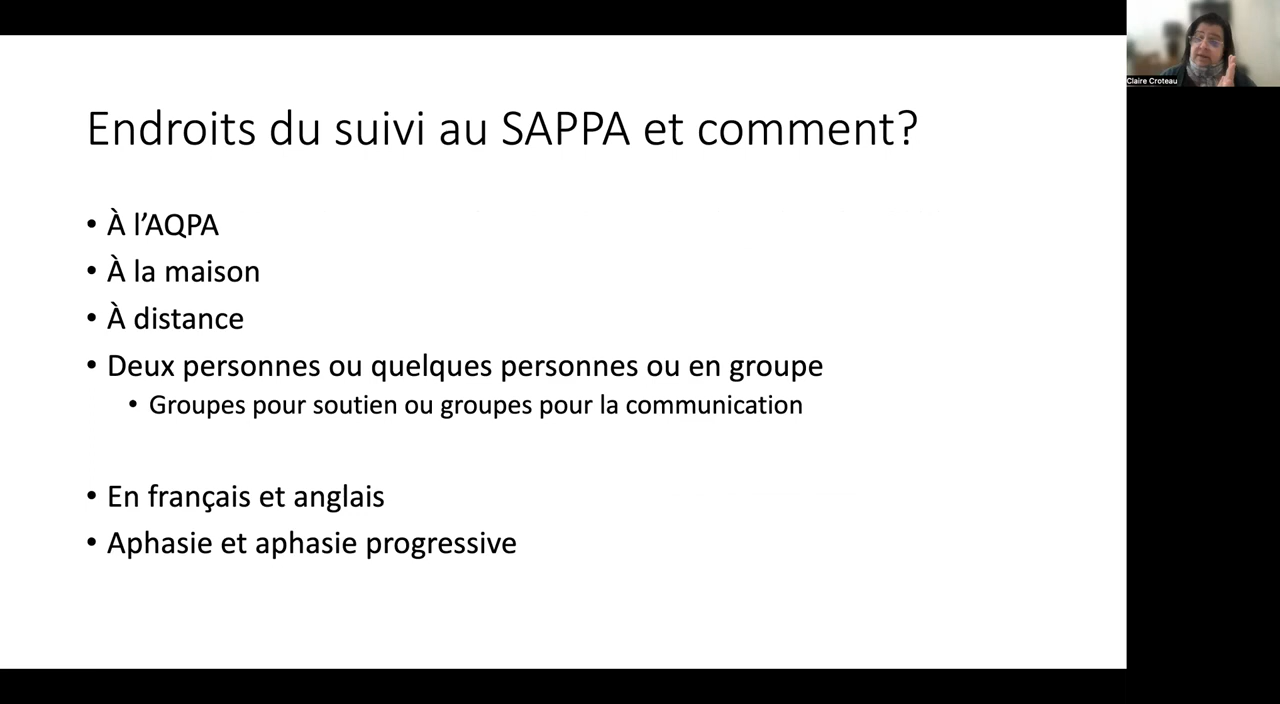 Claire Croteau
Endroits du suivi au SAPPA et comment?
• À l’AQPA
• À la maison
• À distance
• Deux personnes ou quelques personnes ou en groupe
• Groupes pour soutien ou groupes pour la communication
• En français et anglais
• Aphasie et aphasie progressive